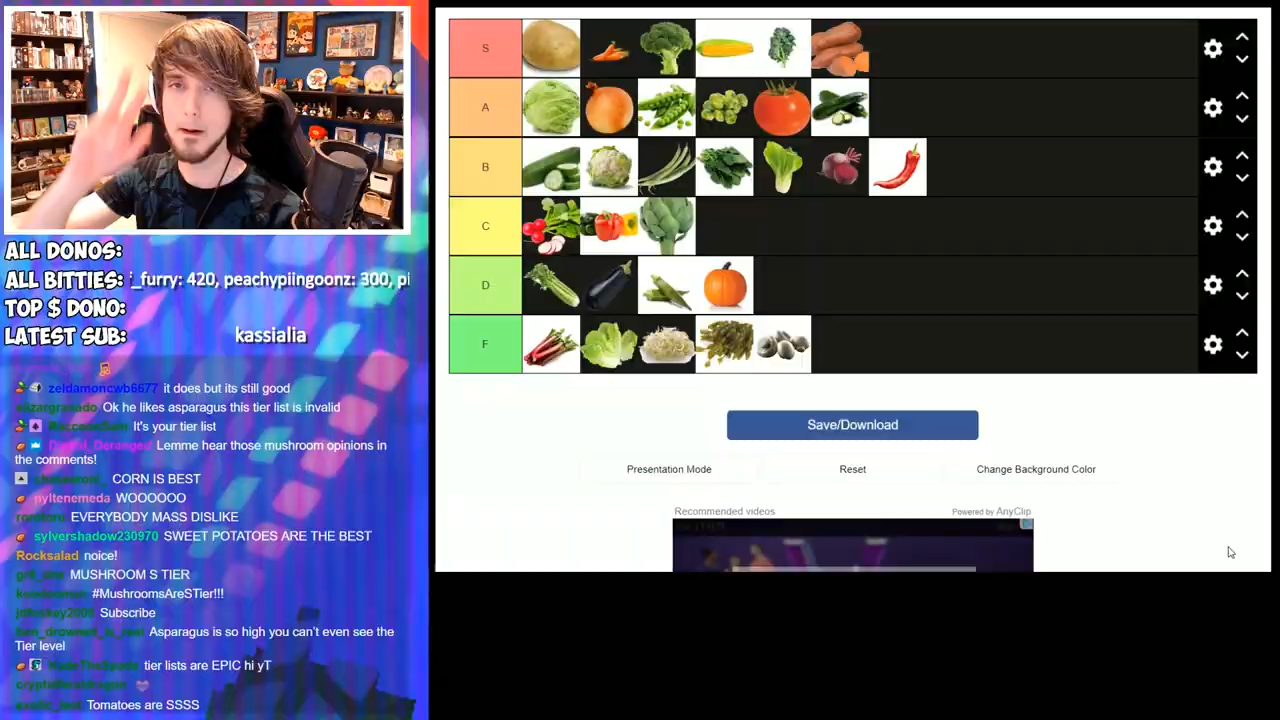 ALL DONOS:
ALL BITTIES: _furry: 420, peachypiingoonz: 300, pi
TOP $ DONO:
LATEST SUB: kassialia
zeldamoncwb6677 it does but its still good
Ok he likes asparagus this tier list is invalid
It's your tier list
Lemme hear those mushroom opinions in
the comments!
CORN IS BEST
nyltenemeda WOOOOOO
EVERYBODY MASS DISLIKE
sylvershadow230970 SWEET POTATOES ARE THE BEST
Rocksalad noice!
MUSHROOM S TIER
#MushroomsAreSTier!!!
Subscribe
Asparagus is so high you can't even see the
Tier level
tier lists are EPIC hi yT
Tomatoes are SSSS
S
A
B
C
D
F
Save/Download
Presentation Mode Reset Change Background Color
Recommended videos Powered by AnyClip